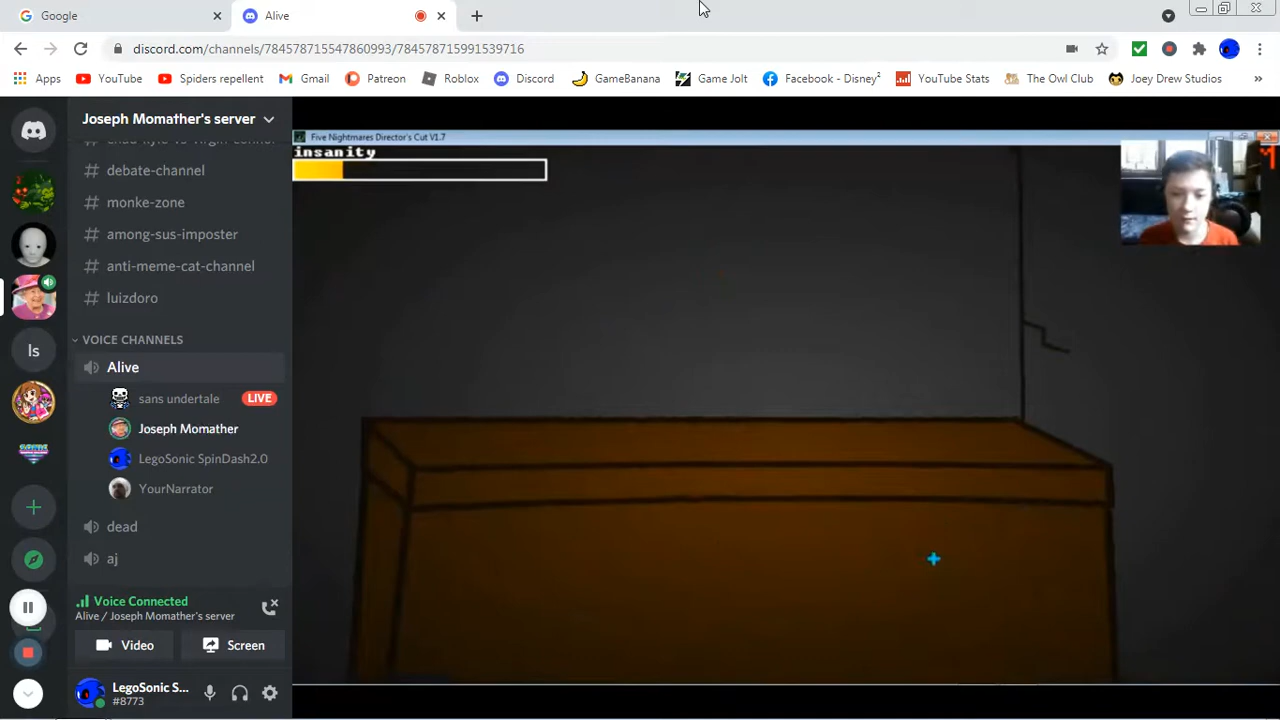 Google
Alive
discord.com/channels/784578715547860993/784578715991539716
Apps
YouTube
Spiders repellent
Gmail
Patreon
Roblox
Discord
GameBanana
Game Jolt
Facebook - Disney²
YouTube Stats
The Owl Club
Joey Drew Studios
»
Joseph Momather's server
# debate-channel
# monke-zone
# among-sus-imposter
# anti-meme-cat-channel
# luizdoro
VOICE CHANNELS
Alive
sans undertale LIVE
Joseph Momather
LegoSonic SpinDash2.0
YourNarrator
dead
aj
ls
Voice Connected
Alive / Joseph Momather's server
Video
Screen
LegoSonic S...
#8773
Five Nightmares Director's Cut V1.7
insanity